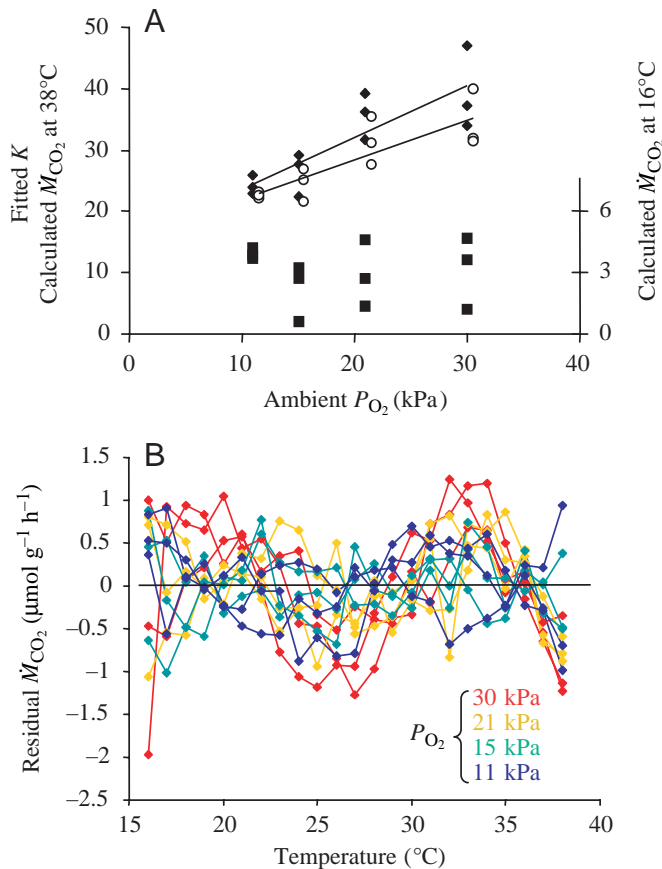 A
50
40
30
20
10
0
Fitted K
Calculated ṀCO2 at 38°C
6
3
0
Calculated ṀCO2 at 16°C
0 10 20 30 40
Ambient PO2 (kPa)
B
1.5
1
0.5
0
–0.5
–1
–1.5
–2
–2.5
Residual ṀCO2 (μmol g–1 h–1)
PO2
30 kPa
21 kPa
15 kPa
11 kPa
15 20 25 30 35 40
Temperature (°C)